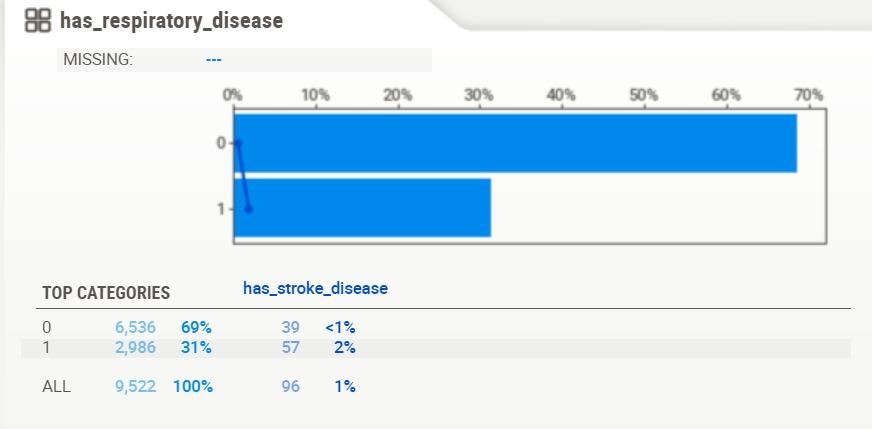 has_respiratory_disease
MISSING: ---
0% 10% 20% 30% 40% 50% 60% 70%
0
1
TOP CATEGORIES has_stroke_disease
0 6,536 69% 39 <1%
1 2,986 31% 57 2%
ALL 9,522 100% 96 1%